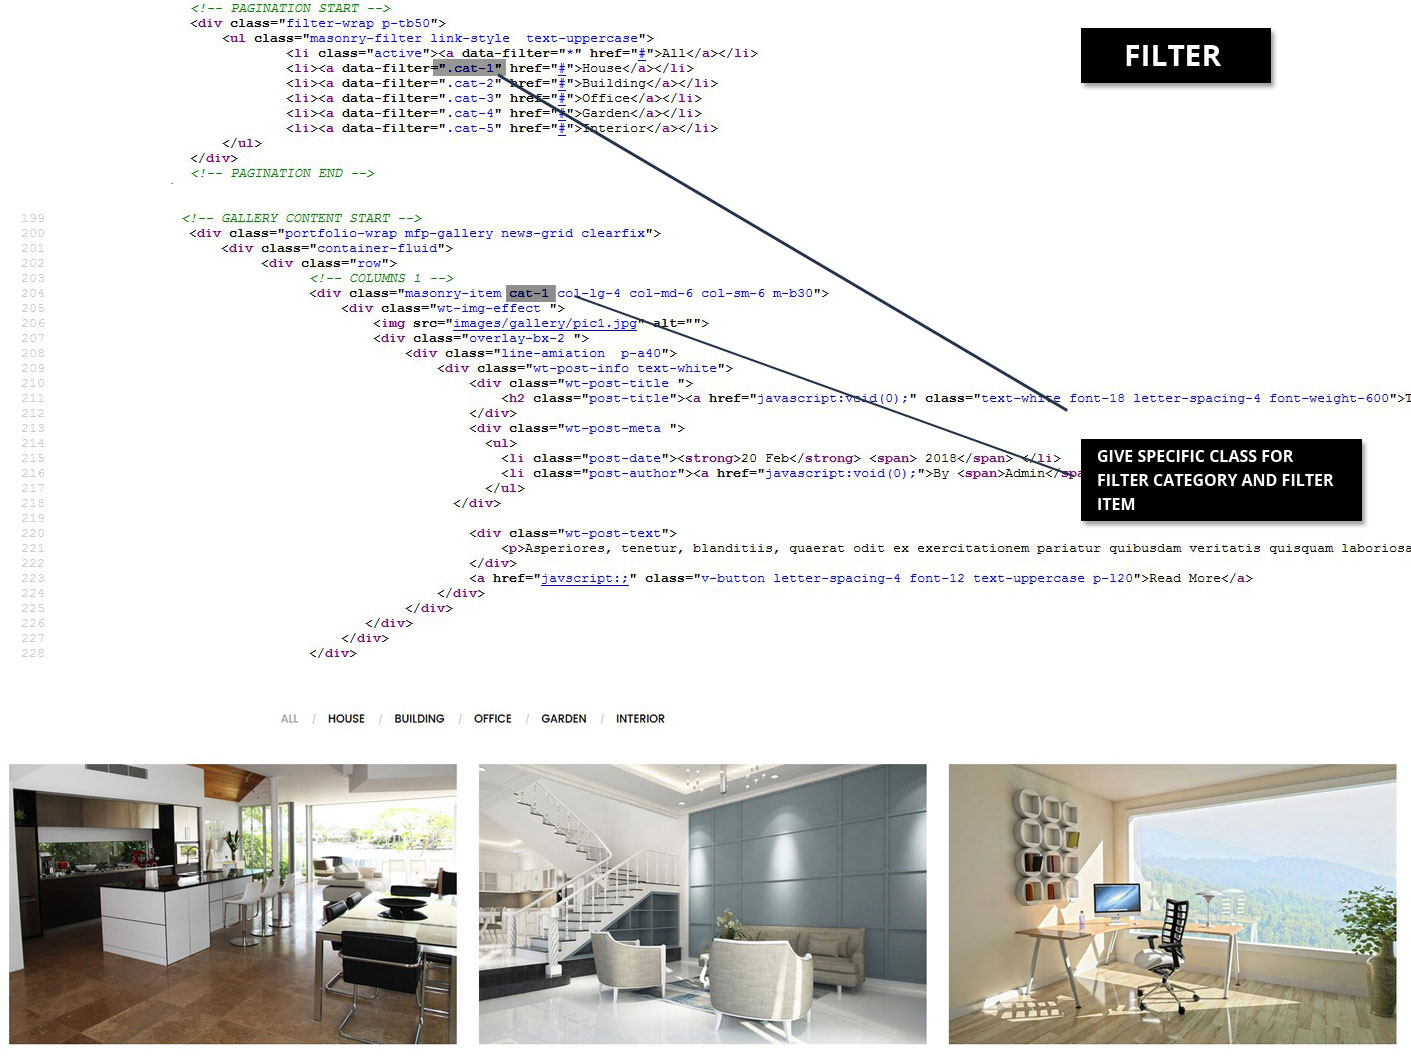 <!-- PAGINATION START -->
<div class="filter-wrap p-tb50">
<ul class="masonry-filter link-style  text-uppercase">
<li class="active"><a data-filter="*" href="#">All</a></li>
<li><a data-filter=".cat-1" href="#">House</a></li>
<li><a data-filter=".cat-2" href="#">Building</a></li>
<li><a data-filter=".cat-3" href="#">Office</a></li>
<li><a data-filter=".cat-4" href="#">Garden</a></li>
<li><a data-filter=".cat-5" href="#">Interior</a></li>
</ul>
</div>
<!-- PAGINATION END -->
FILTER
199 <!-- GALLERY CONTENT START -->
200 <div class="portfolio-wrap mfp-gallery news-grid clearfix">
201 <div class="container-fluid">
202 <div class="row">
203 <!-- COLUMNS 1 -->
204 <div class="masonry-item cat-1 col-lg-4 col-md-6 col-sm-6 m-b30">
205 <div class="wt-img-effect ">
206 <img src="images/gallery/pic1.jpg" alt="">
207 <div class="overlay-bx-2 ">
208 <div class="line-amiation  p-a40">
209 <div class="wt-post-info text-white">
210 <div class="wt-post-title ">
211 <h2 class="post-title"><a href="javascript:void(0);" class="text-white font-18 letter-spacing-4 font-weight-600">T
212 </div>
213 <div class="wt-post-meta ">
214 <ul>
215 <li class="post-date"><strong>20 Feb</strong> <span> 2018</span> </li>
216 <li class="post-author"><a href="javascript:void(0);">By <span>Admin</spa
217 </ul>
218 </div>
219
220 <div class="wt-post-text">
221 <p>Asperiores, tenetur, blanditiis, quaerat odit ex exercitationem pariatur quibusdam veritatis quisquam laboriosa
222 </div>
223 <a href="javscript:;" class="v-button letter-spacing-4 font-12 text-uppercase p-l20">Read More</a>
224 </div>
225 </div>
226 </div>
227 </div>
228 </div>
GIVE SPECIFIC CLASS FOR
FILTER CATEGORY AND FILTER
ITEM
ALL / HOUSE / BUILDING / OFFICE / GARDEN / INTERIOR